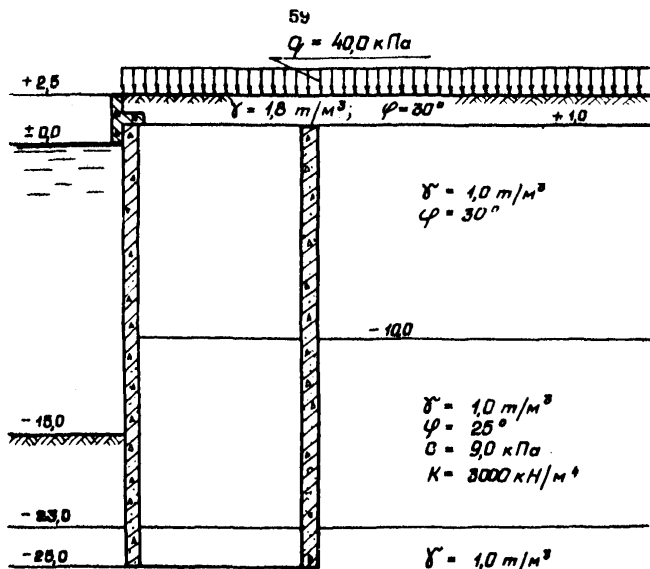 59
q = 40,0 кПа
+2,5
γ = 1,8 т/м³; φ = 30°
+1,0
±0,0
γ = 1,0 т/м³
φ = 30°
-10,0
-15,0
γ = 1,0 т/м³
φ = 25°
C = 9,0 кПа
K = 3000 кН/м⁴
-23,0
-25,0
γ = 1,0 т/м³